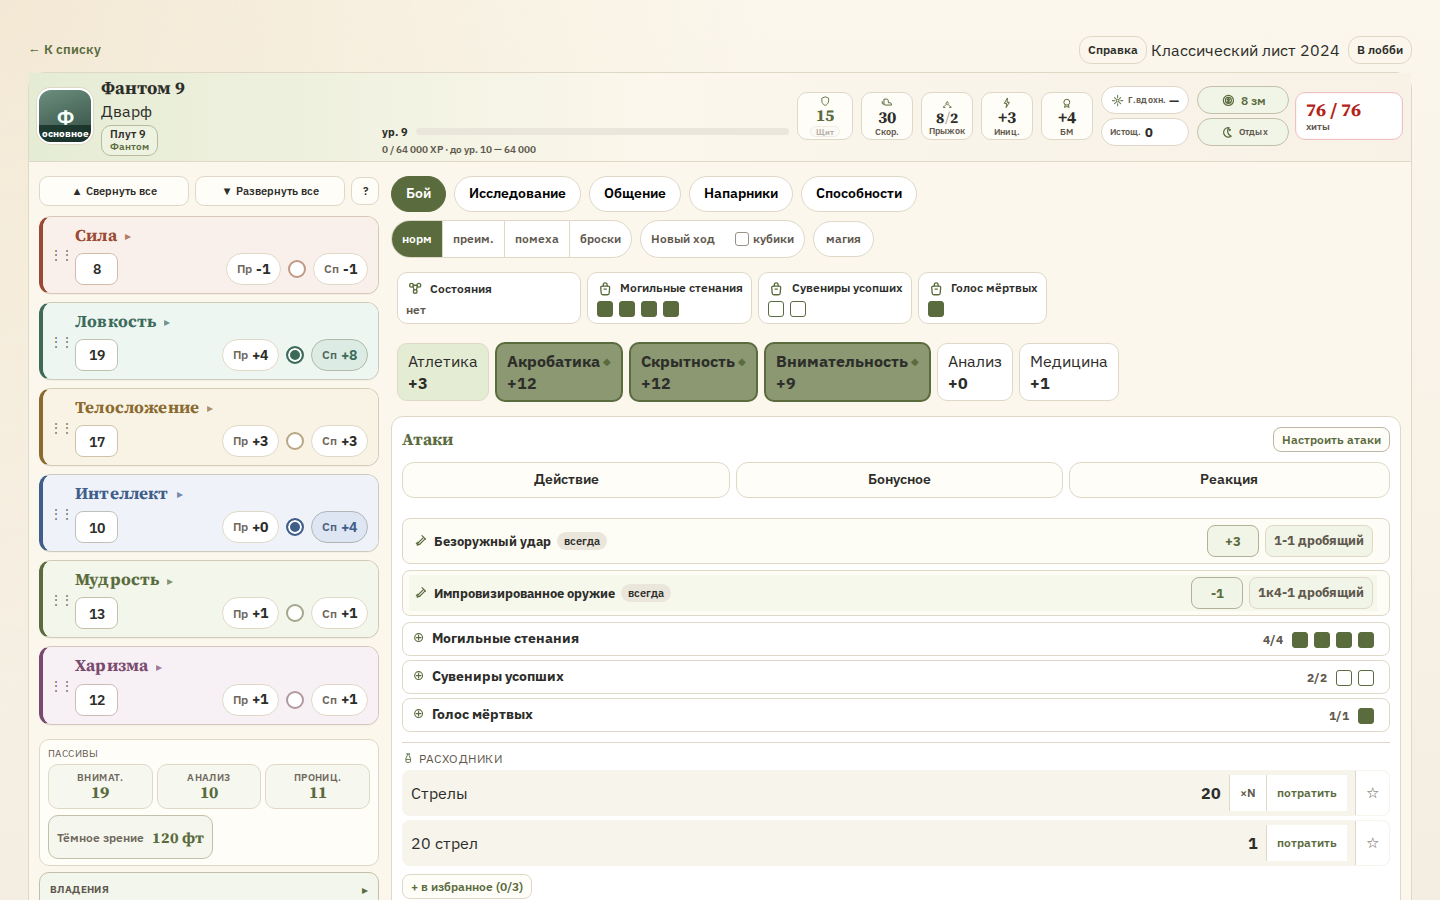 ← К списку
Справка
Классический лист 2024
В лобби
Ф
основное
Фантом 9
Дварф
Плут 9
Фантом
ур. 9
0 / 64 000 XP · до ур. 10 — 64 000
15
Щит
30
Скор.
8/2
Прыжок
+3
Иниц.
+4
БМ
Г.вдохн. —
Истощ. 0
8 зм
Отдых
76 / 76
хиты
▲ Свернуть все
▼ Развернуть все
?
Сила ▸
8
Пр -1
Сп -1
Ловкость ▸
19
Пр +4
Сп +8
Телосложение ▸
17
Пр +3
Сп +3
Интеллект ▸
10
Пр +0
Сп +4
Мудрость ▸
13
Пр +1
Сп +1
Харизма ▸
12
Пр +1
Сп +1
ПАССИВЫ
ВНИМАТ.
19
АНАЛИЗ
10
ПРОНИЦ.
11
Тёмное зрение 120 фт
ВЛАДЕНИЯ ▸
Бой
Исследование
Общение
Напарники
Способности
норм
преим.
помеха
броски
Новый ход
кубики
магия
Состояния
нет
Могильные стенания
Сувениры усопших
Голос мёртвых
Атлетика
+3
Акробатика ◆
+12
Скрытность ◆
+12
Внимательность ◆
+9
Анализ
+0
Медицина
+1
Атаки
Настроить атаки
Действие
Бонусное
Реакция
Безоружный удар всегда
+3
1-1 дробящий
Импровизированное оружие всегда
-1
1к4-1 дробящий
Могильные стенания
4/4
Сувениры усопших
2/2
Голос мёртвых
1/1
РАСХОДНИКИ
Стрелы
20
×N
потратить
☆
20 стрел
1
потратить
☆
+ в избранное (0/3)